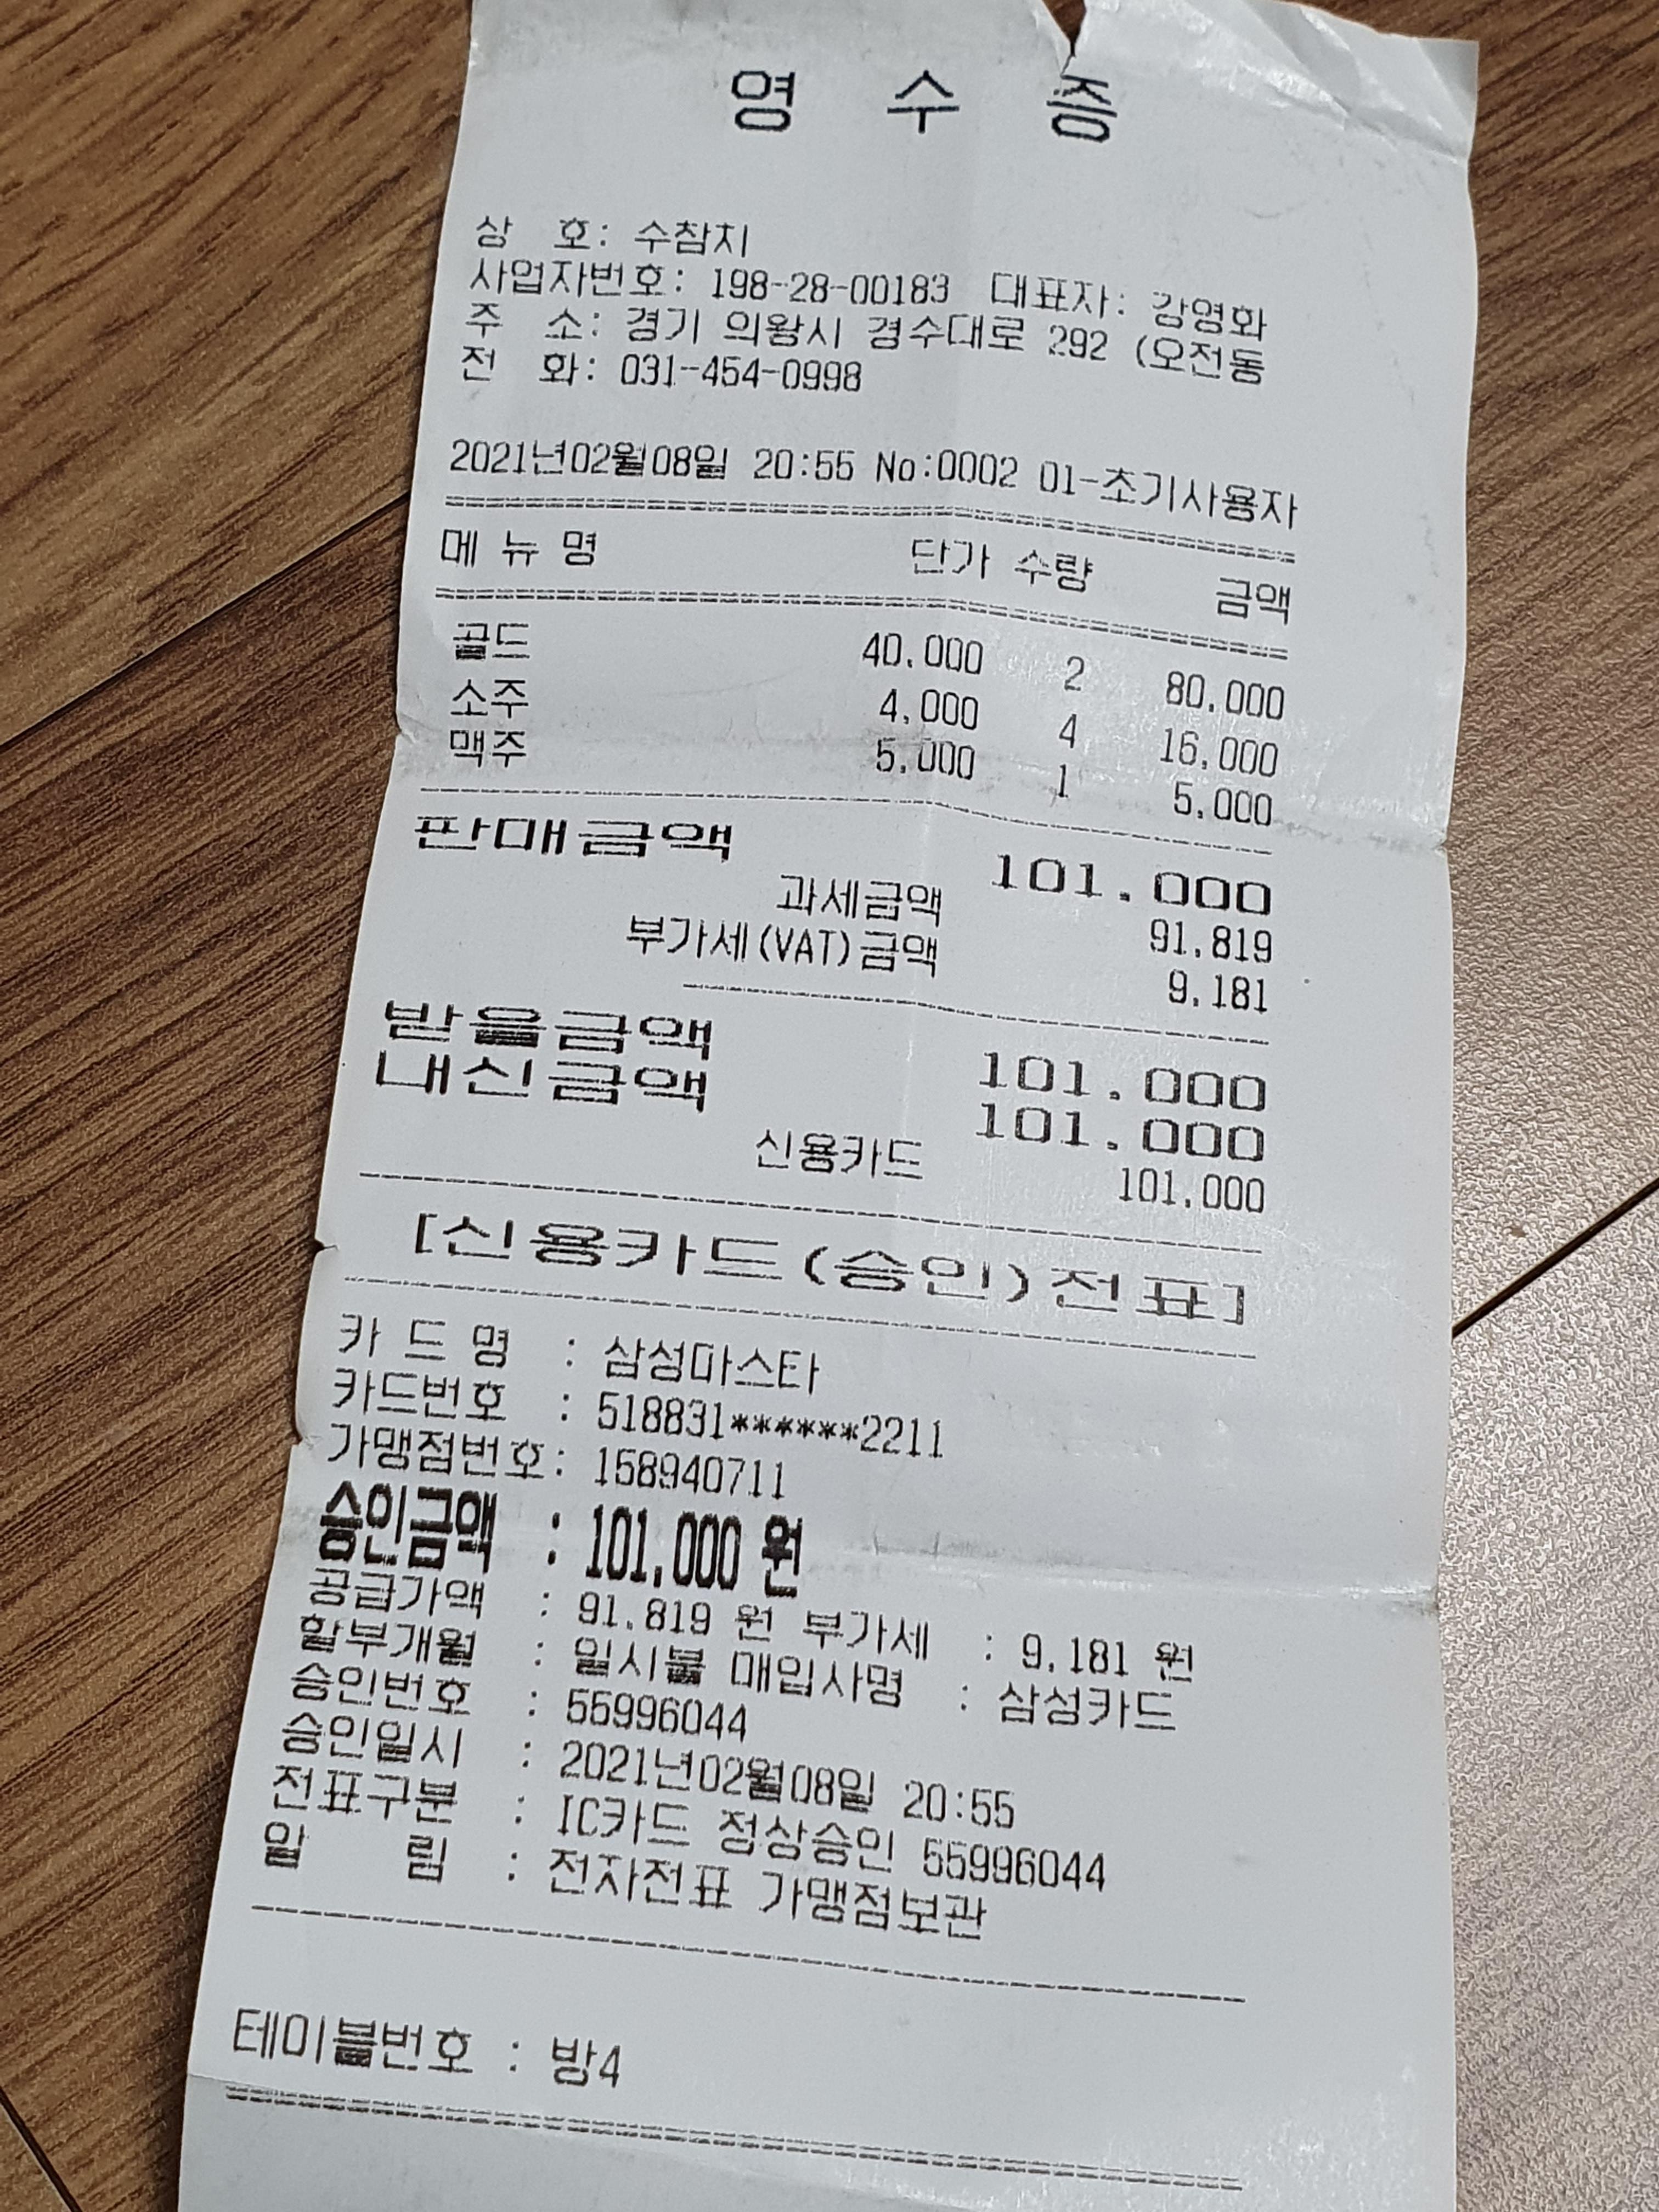 영 수 증
상 호: 수참치
사업자번호: 198-28-00183 대표자: 강영화
주 소: 경기 의왕시 경수대로 292 (오전동
전 화: 031-454-0998
2021년02월08일 20:55 No:0002 01-초기사용자
메 뉴 명 단가 수량 금액
골드 40,000 2 80,000
소주 4,000 4 16,000
맥주 5,000 1 5,000
판매금액 101,000
과세금액 91,819
부가세(VAT)금액 9,181
받을금액 101,000
내신금액 101,000
신용카드 101,000
[신용카드(승인)전표]
카 드 명 : 삼성마스타
카드번호 : 518831******2211
가맹점번호: 158940711
승인금액 : 101,000 원
공급가액 : 91,819 원 부가세 : 9,181 원
할부개월 : 일시불 매입사명 : 삼성카드
승인번호 : 55996044
승인일시 : 2021년02월08일 20:55
전표구분 : IC카드 정상승인 55996044
알 림 : 전자전표 가맹점보관
테이블번호 : 방4